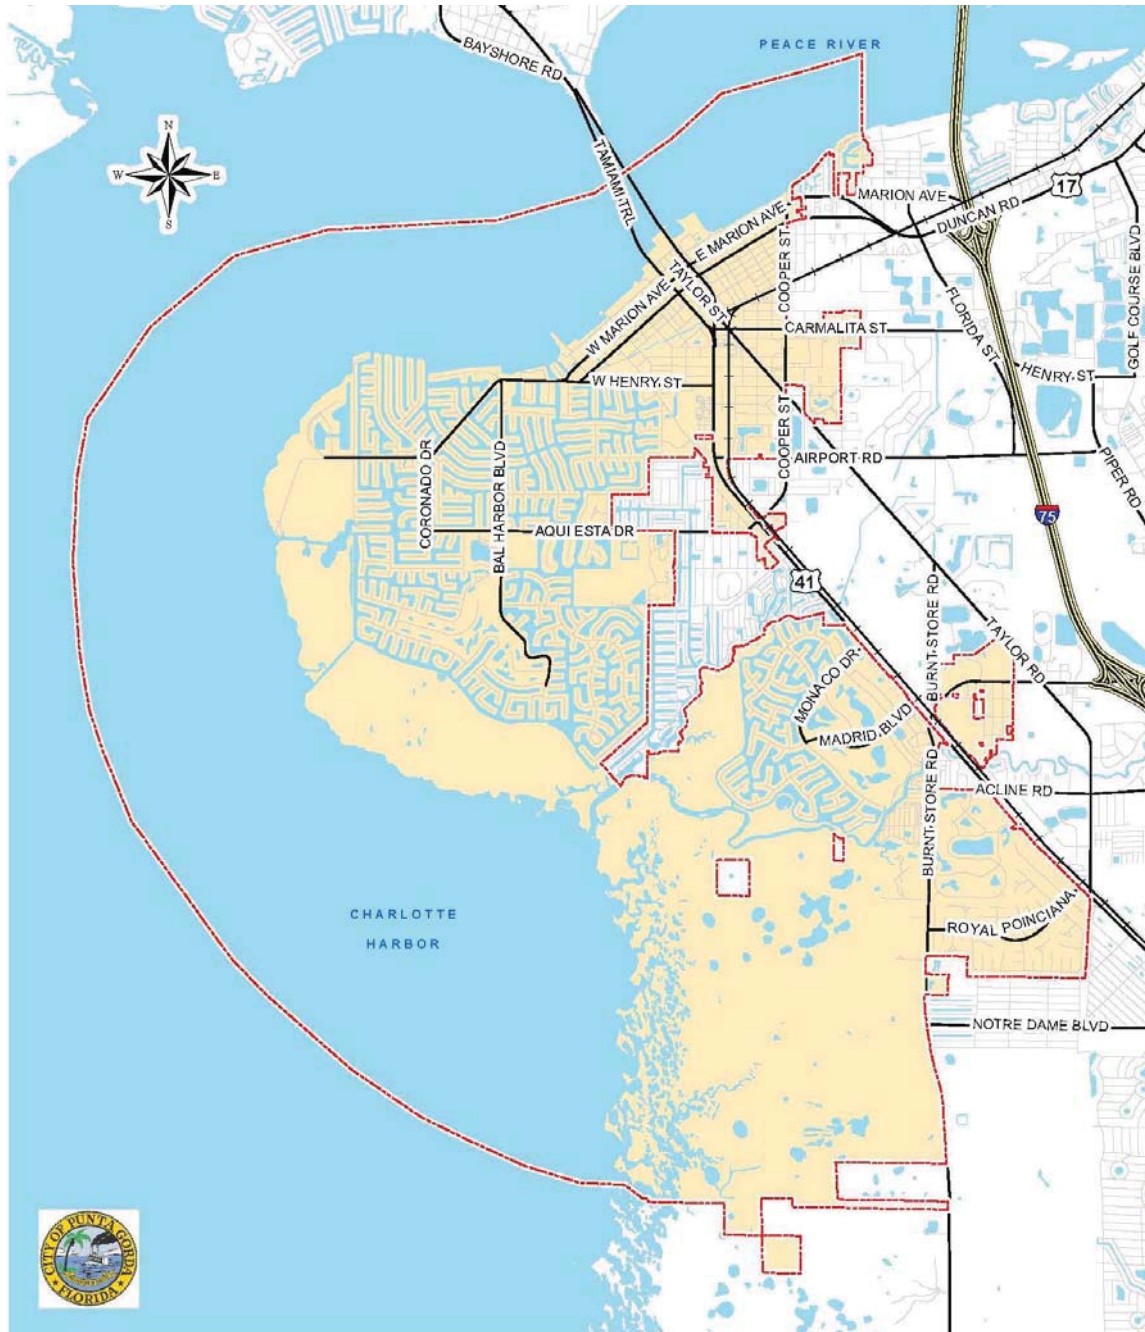 PEACE RIVER
BAYSHORE RD
N
W
E
S
TAMIAMI TRL
17
MARION AVE
DUNCAN RD
E MARION AVE
COOPER ST
TAYLOR ST
W MARION AVE
CARMALITA ST
FLORIDA ST
GOLF COURSE BLVD
HENRY ST
W HENRY ST
COOPER ST
AIRPORT RD
PIPER RD
CORONADO DR
BAL HARBOR BLVD
75
AQUI ESTA DR
41
BURNT STORE RD
TAYLOR RD
MONACO DR
MADRID BLVD
BURNT STORE RD
ACLINE RD
CHARLOTTE
HARBOR
ROYAL POINCIANA
NOTRE DAME BLVD
CITY OF PUNTA GORDA
FLORIDA